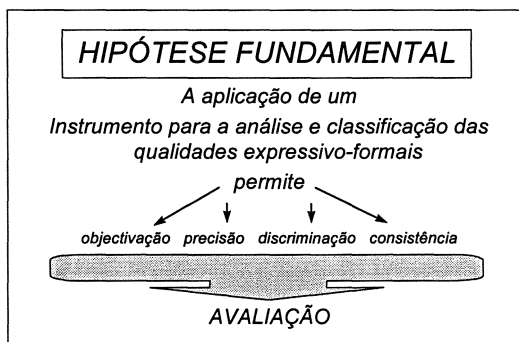 HIPÓTESE FUNDAMENTAL
A aplicação de um
Instrumento para a análise e classificação das
qualidades expressivo-formais
permite
objectivação precisão discriminação consistência
AVALIAÇÃO